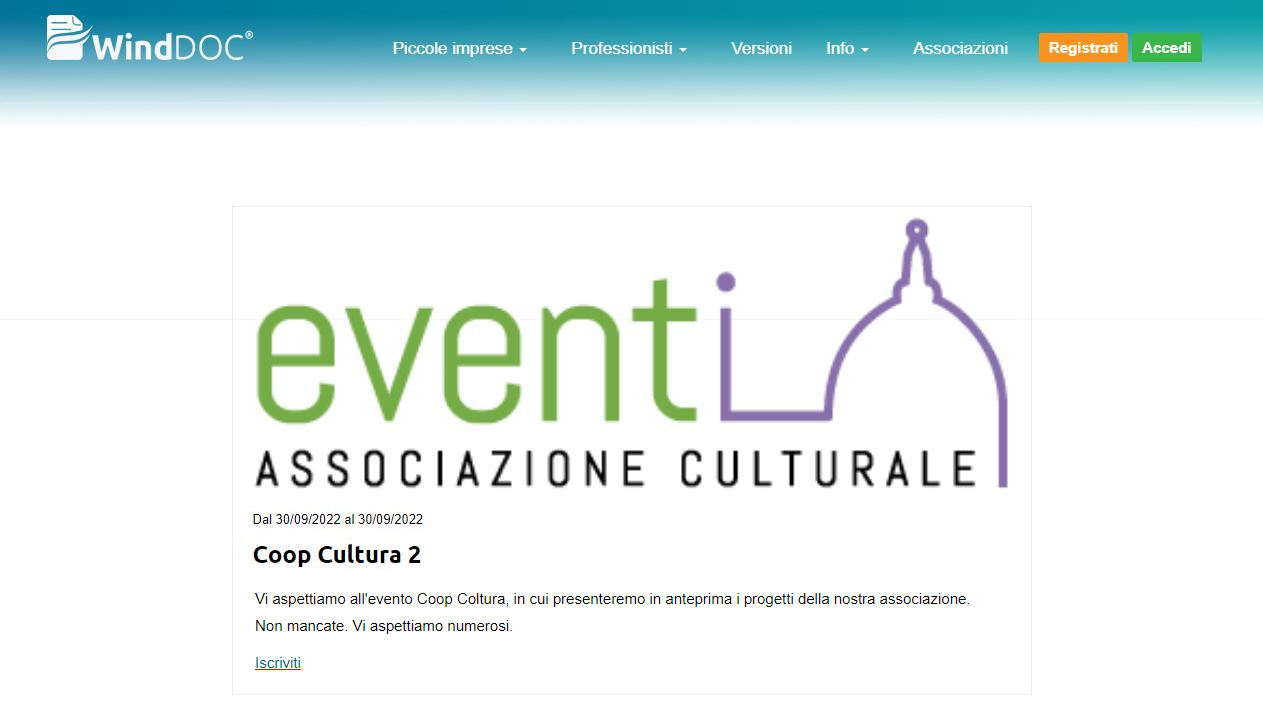 WindDOC®
Piccole imprese Professionisti Versioni Info Associazioni Registrati Accedi
eventi
ASSOCIAZIONE CULTURALE
Dal 30/09/2022 al 30/09/2022
Coop Cultura 2
Vi aspettiamo all'evento Coop Coltura, in cui presenteremo in anteprima i progetti della nostra associazione.
Non mancate. Vi aspettiamo numerosi.
Iscriviti